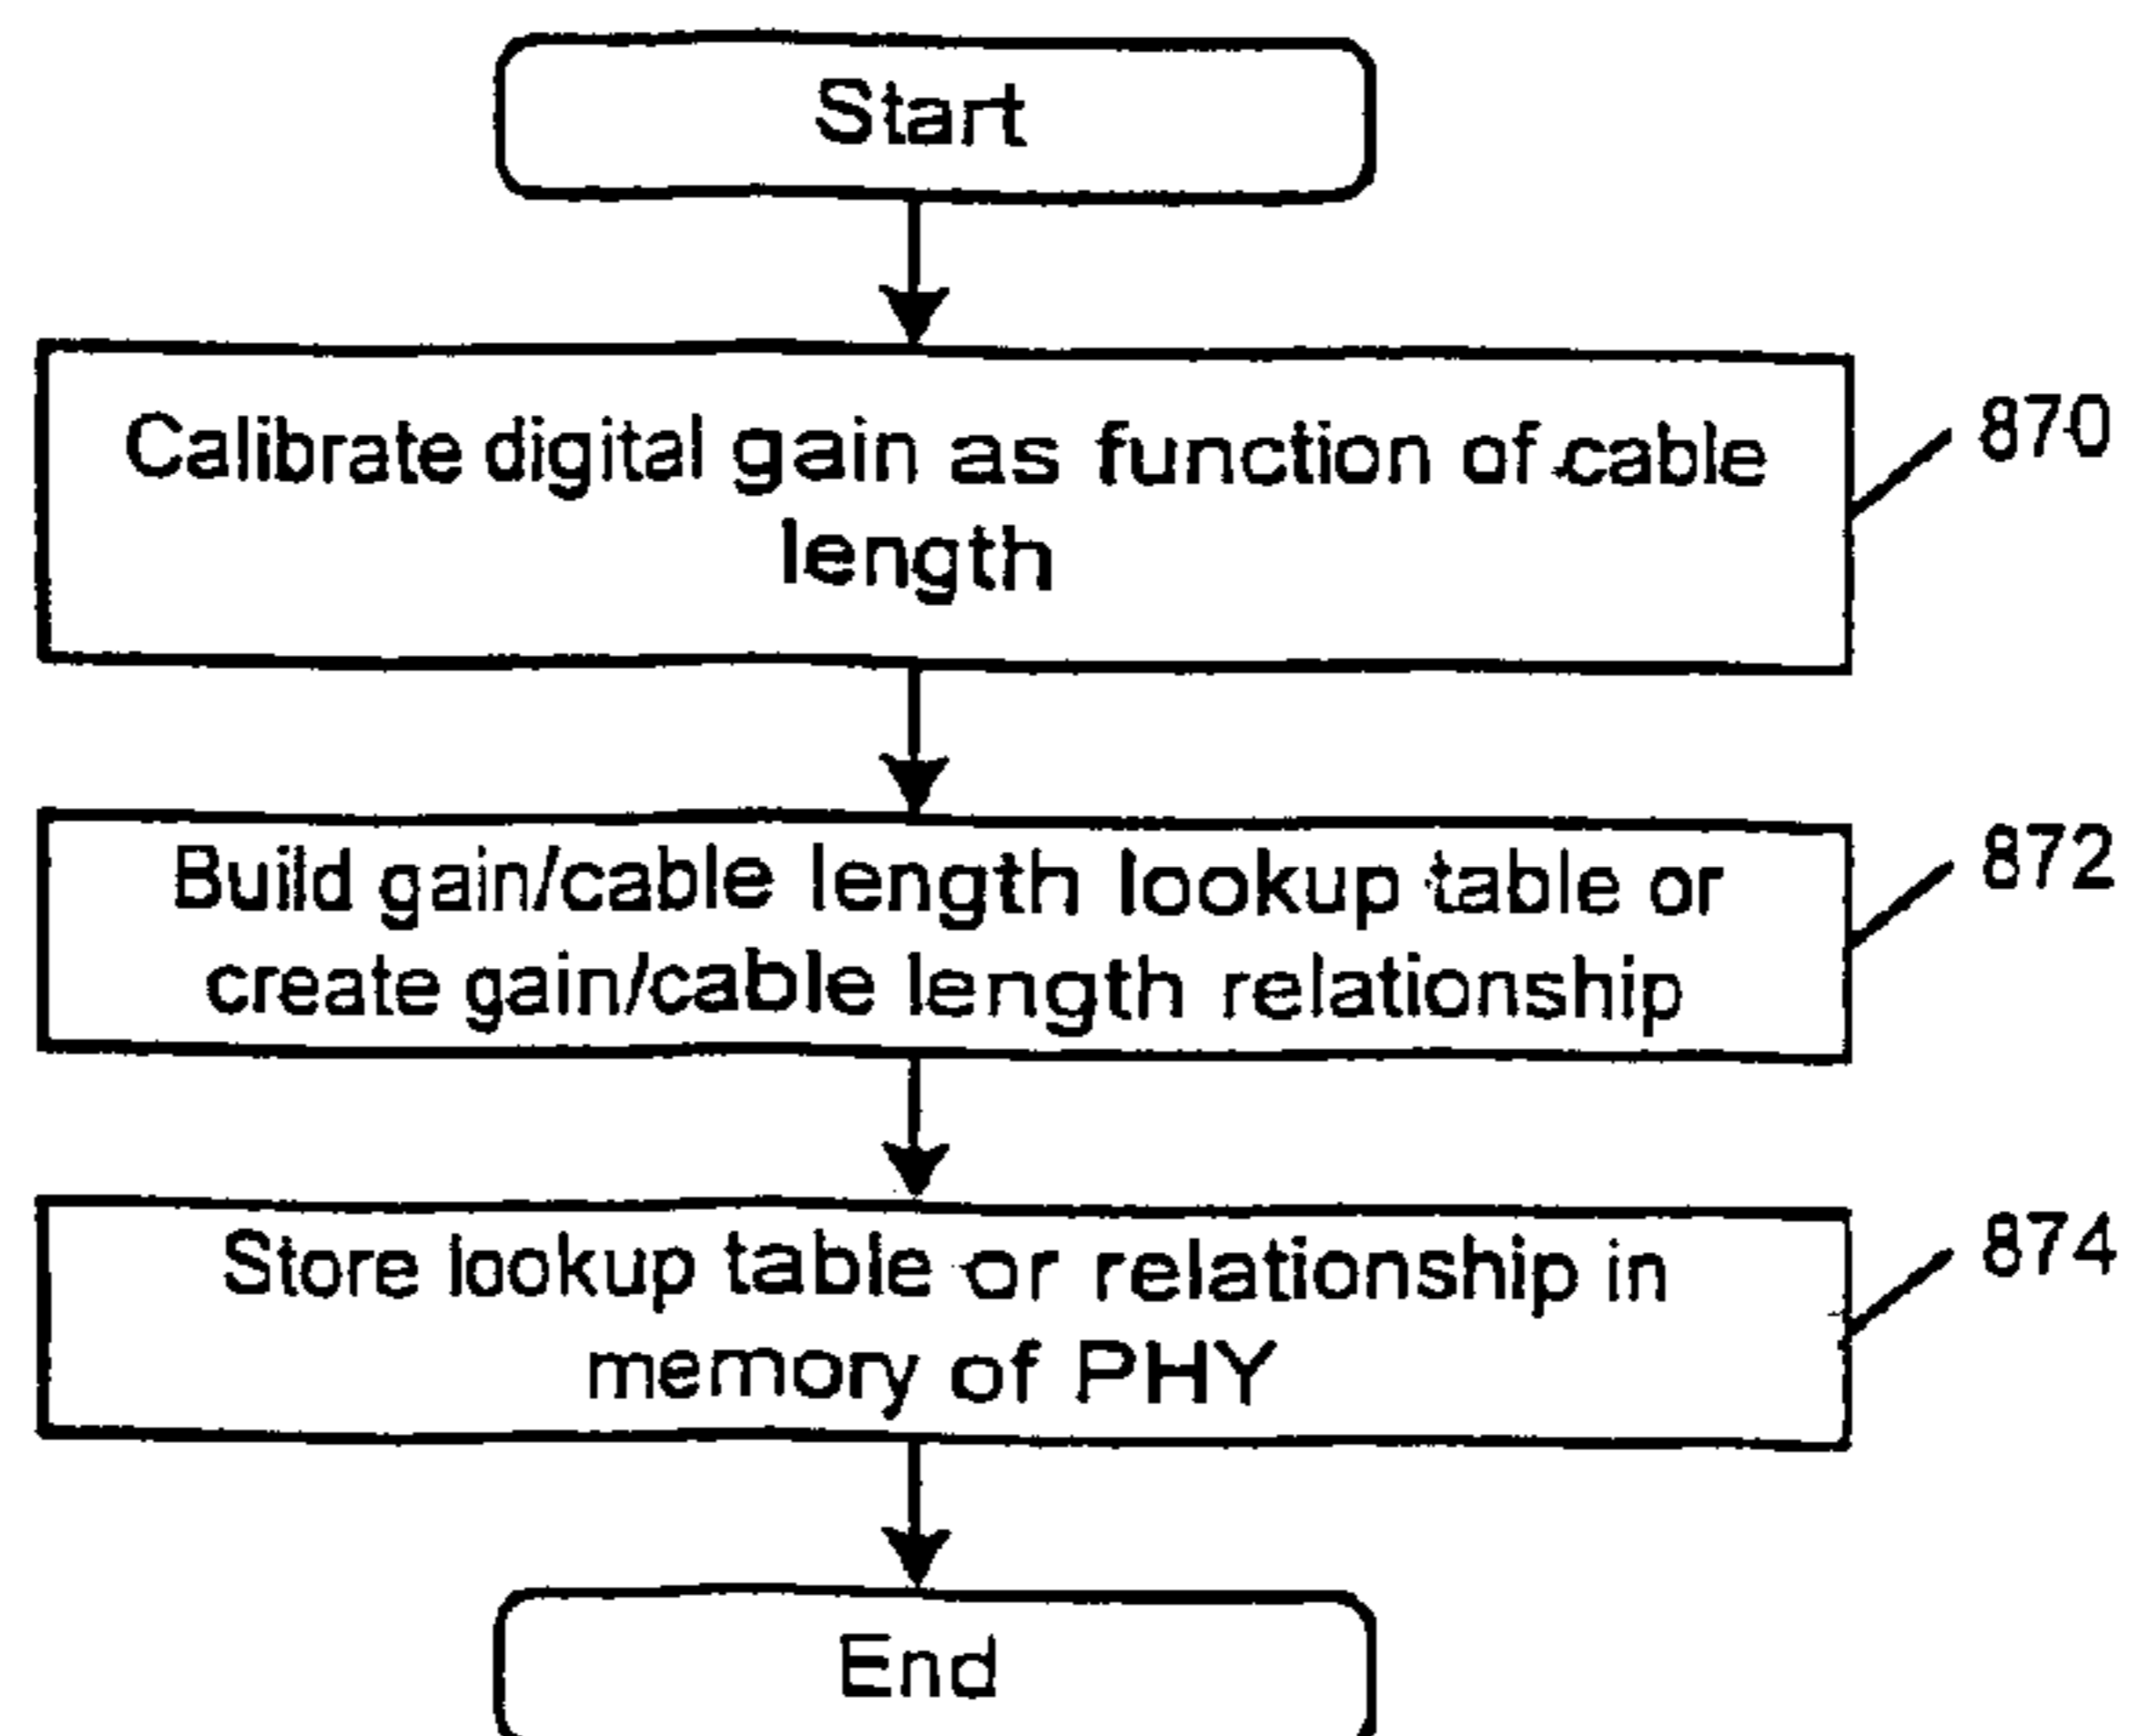 Start
Calibrate digital gain as function of cable
length
870
Build gain/cable length lookup table or
create gain/cable length relationship
872
Store lookup table or relationship in
memory of PHY
874
End